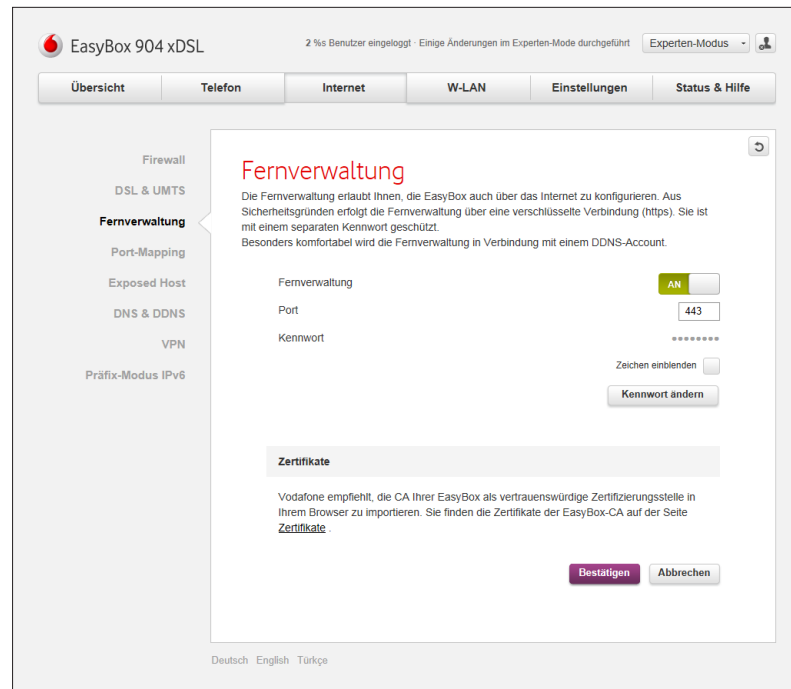 EasyBox 904 xDSL
2 %s Benutzer eingeloggt · Einige Änderungen im Experten-Mode durchgeführt
Experten-Modus
Übersicht
Telefon
Internet
W-LAN
Einstellungen
Status & Hilfe
Firewall
DSL & UMTS
Fernverwaltung
Port-Mapping
Exposed Host
DNS & DDNS
VPN
Präfix-Modus IPv6
Fernverwaltung
Die Fernverwaltung erlaubt Ihnen, die EasyBox auch über das Internet zu konfigurieren. Aus
Sicherheitsgründen erfolgt die Fernverwaltung über eine verschlüsselte Verbindung (https). Sie ist
mit einem separaten Kennwort geschützt.
Besonders komfortabel wird die Fernverwaltung in Verbindung mit einem DDNS-Account.
Fernverwaltung
AN
Port
443
Kennwort
Zeichen einblenden
Kennwort ändern
Zertifikate
Vodafone empfiehlt, die CA Ihrer EasyBox als vertrauenswürdige Zertifizierungsstelle in
Ihrem Browser zu importieren. Sie finden die Zertifikate der EasyBox-CA auf der Seite
Zertifikate .
Bestätigen
Abbrechen
Deutsch English Türkçe